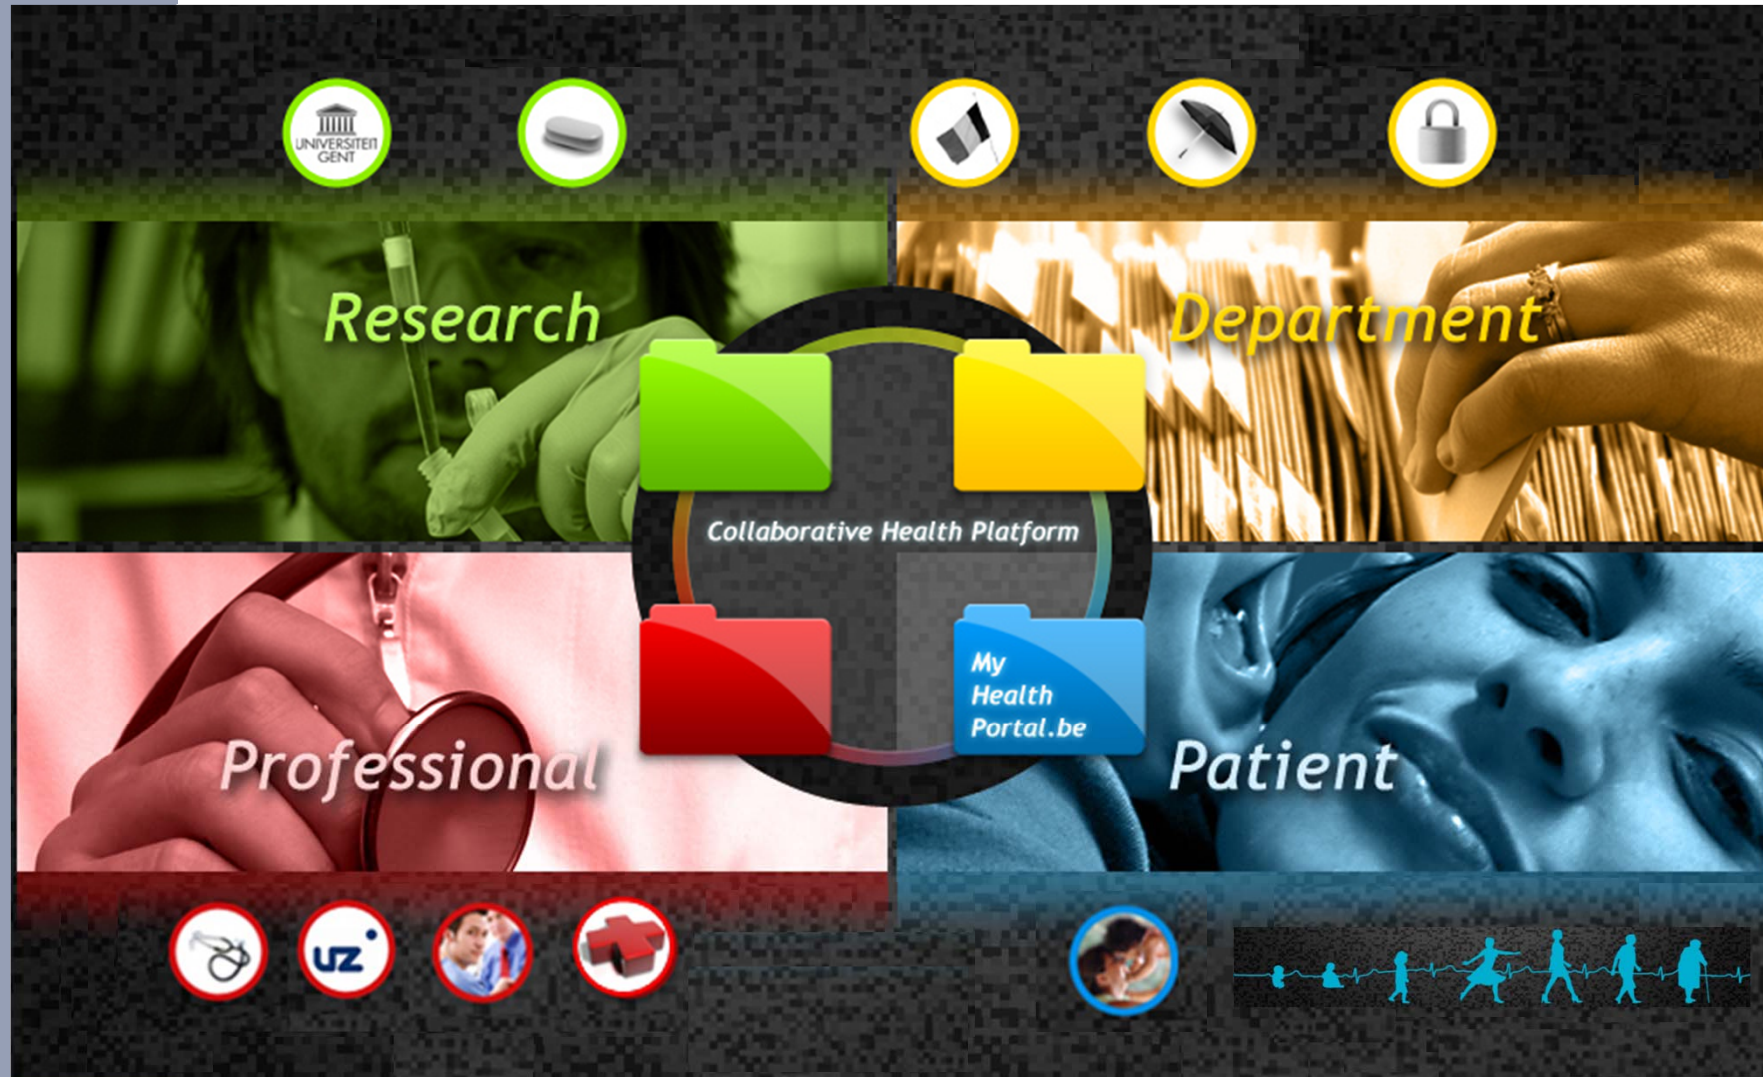 UNIVERSITEIT
GENT
Research
Department
Collaborative Health Platform
My
Health
Portal.be
Professional
Patient
UZ